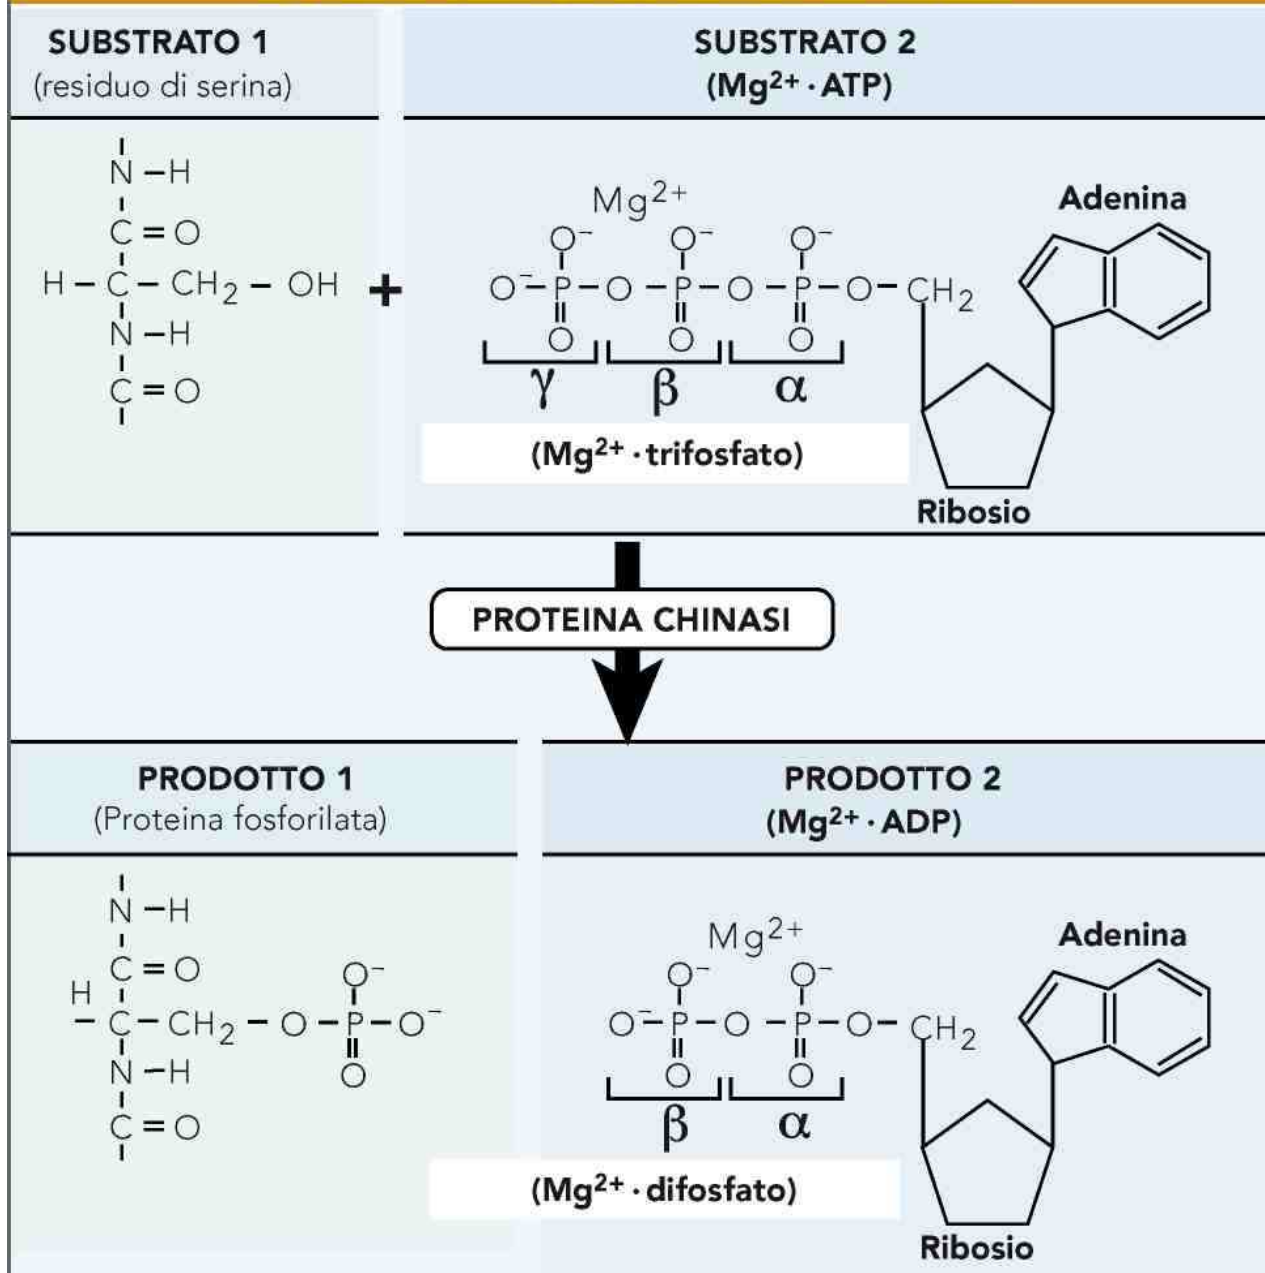 SUBSTRATO 1
(residuo di serina)
SUBSTRATO 2
(Mg²⁺ · ATP)
N – H
C = O
H – C – CH₂ – OH
N – H
C = O
+
Mg²⁺
O⁻ O⁻ O⁻
O⁻ – P – O – P – O – P – O – CH₂
O O O
γ β α
(Mg²⁺ · trifosfato)
Adenina
Ribosio
PROTEINA CHINASI
PRODOTTO 1
(Proteina fosforilata)
PRODOTTO 2
(Mg²⁺ · ADP)
N – H
C = O
H
O⁻
– C – CH₂ – O – P – O⁻
O
N – H
C = O
Mg²⁺
O⁻ O⁻
O⁻ – P – O – P – O – CH₂
O O
β α
(Mg²⁺ · difosfato)
Adenina
Ribosio